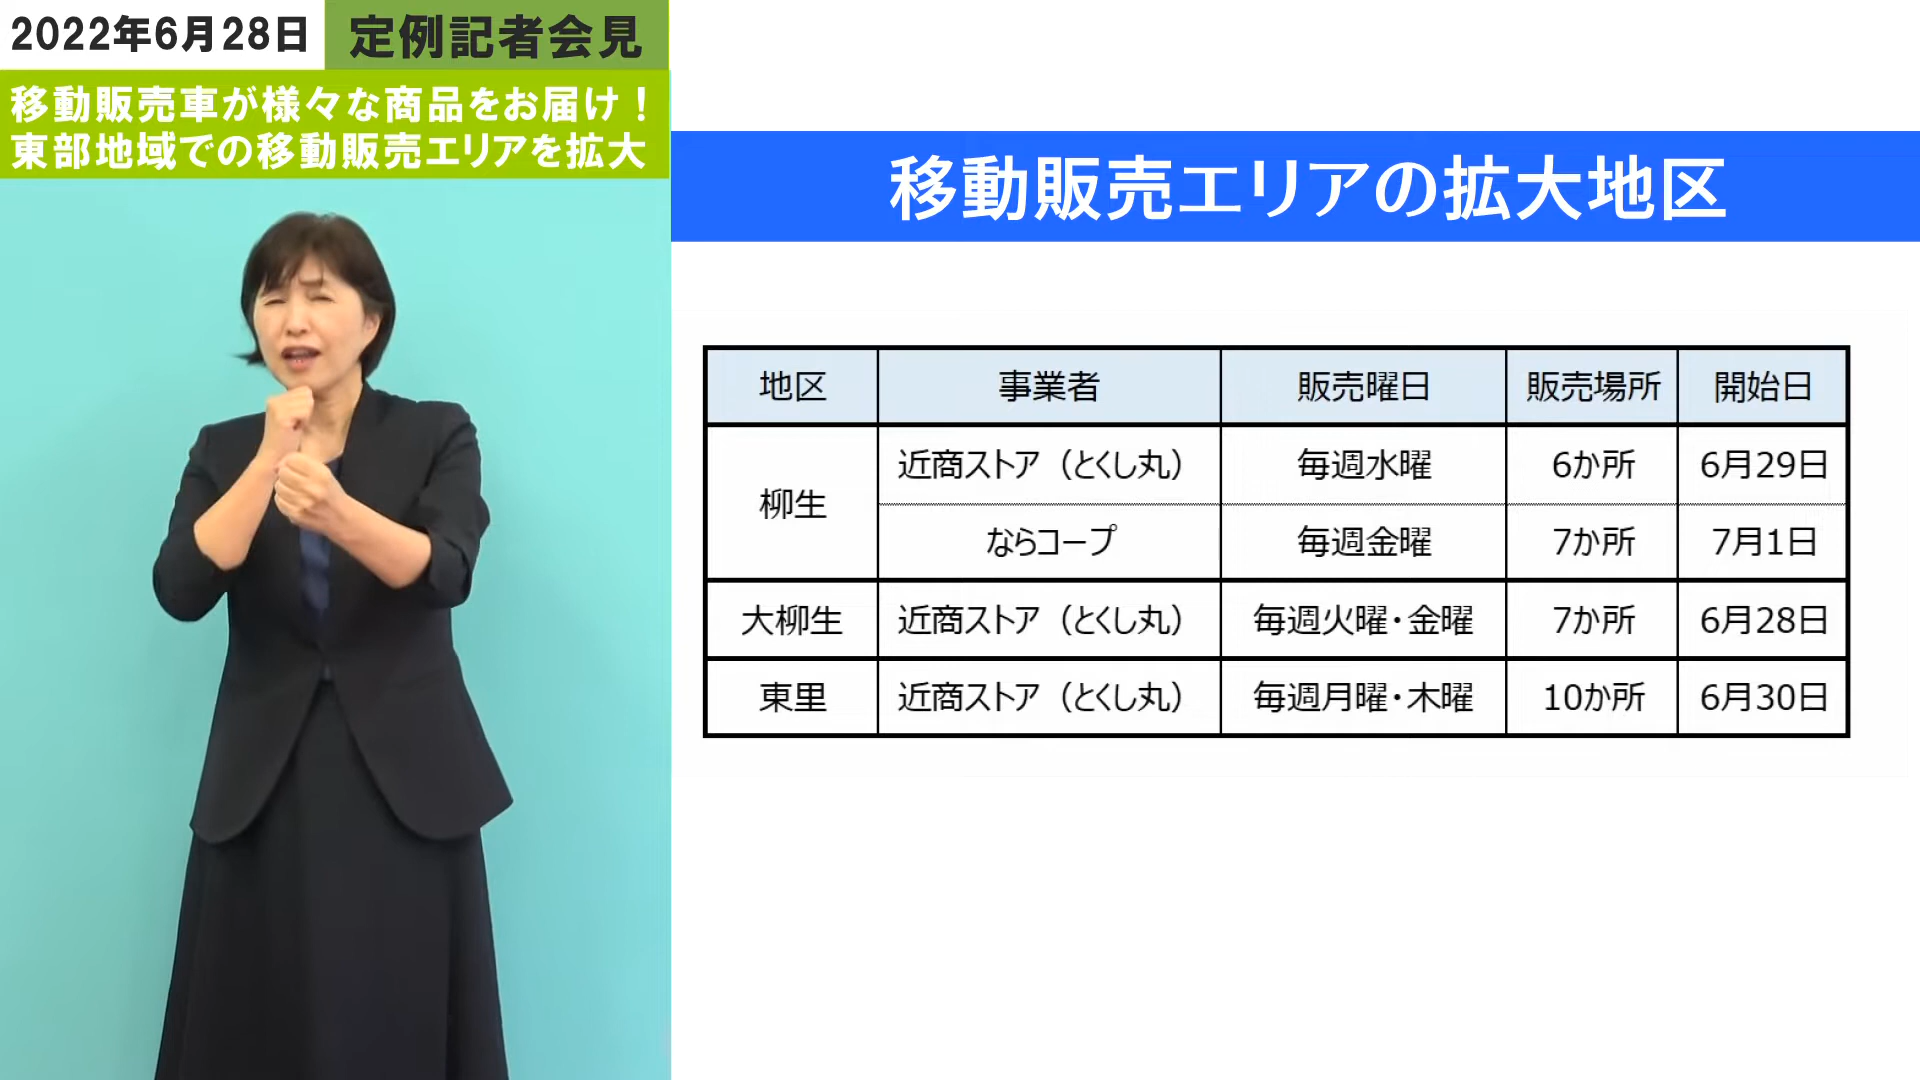 2022年6月28日 定例記者会見
移動販売車が様々な商品をお届け！
東部地域での移動販売エリアを拡大
移動販売エリアの拡大地区
地区 事業者 販売曜日 販売場所 開始日
柳生 近商ストア（とくし丸） 毎週水曜 6か所 6月29日
ならコープ 毎週金曜 7か所 7月1日
大柳生 近商ストア（とくし丸） 毎週火曜・金曜 7か所 6月28日
東里 近商ストア（とくし丸） 毎週月曜・木曜 10か所 6月30日